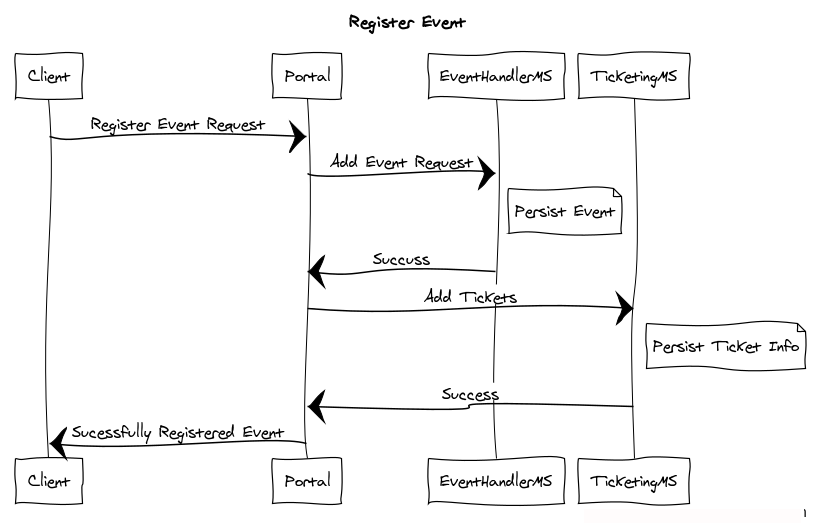 Register Event
Client
Portal
EventHandlerMS
TicketingMS
Register Event Request
Add Event Request
Persist Event
Succuss
Add Tickets
Persist Ticket Info
Success
Sucessfully Registered Event
Client
Portal
EventHandlerMS
TicketingMS